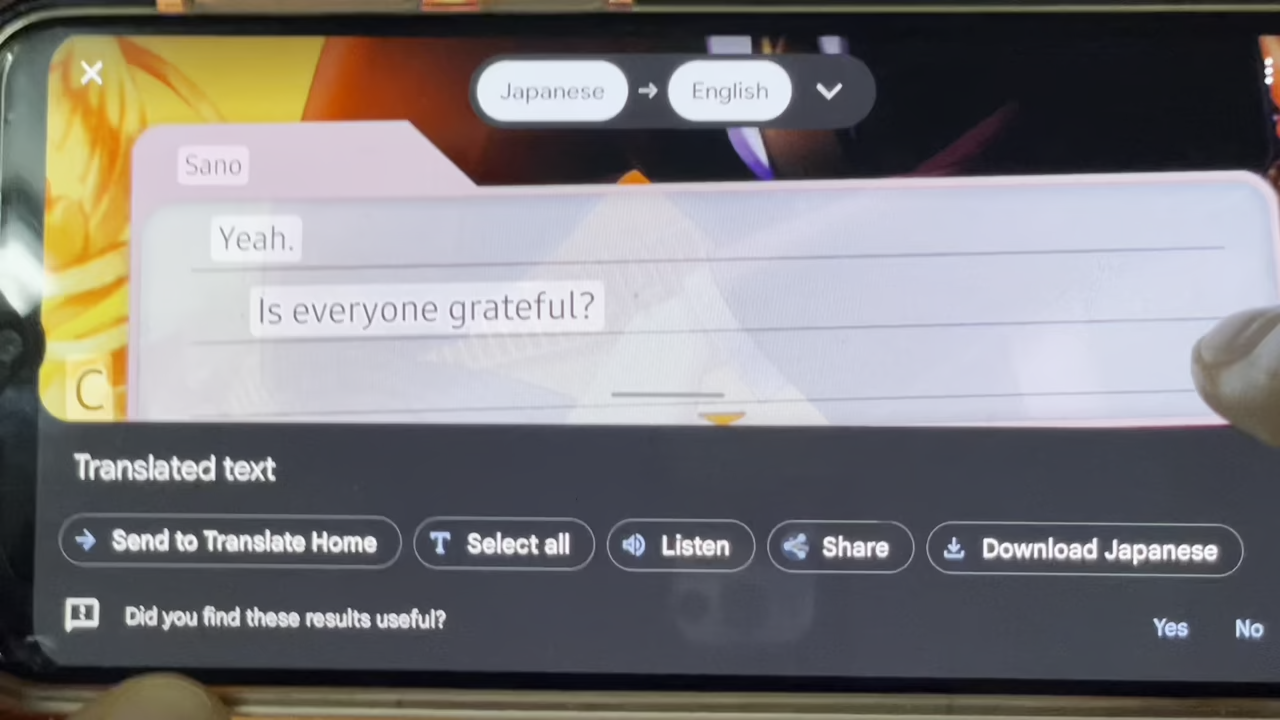 Japanese → English
Sano
Yeah.
Is everyone grateful?
C
Translated text
Send to Translate Home
Select all
Listen
Share
Download Japanese
Did you find these results useful?
Yes
No